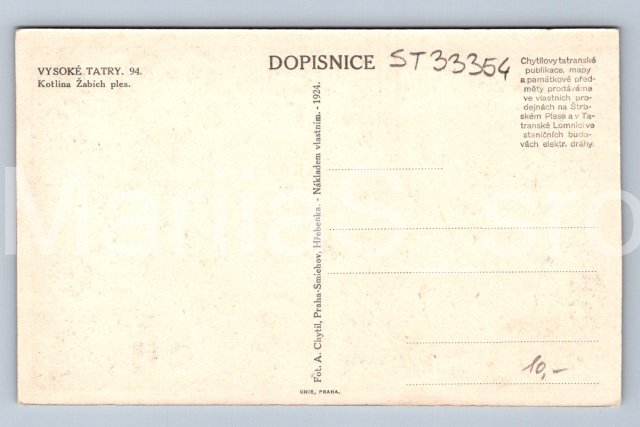 VYSOKÉ TATRY. 94.
Kotlina Žabích ples.
DOPISNICE
ST33354
Chytilovy tatranské
publikace, mapy
a památkové před-
měty prodáváme
ve vlastních pro-
dejnách na Štrb-
ském Plese a v Ta-
transké Lomnici ve
staničních budo-
vách elektr. dráhy.
Fot. A. Chytil, Praha-Smíchov, Hřebenka. - Nákladem vlastním. - 1924.
10,-
UNIE, PRAHA.